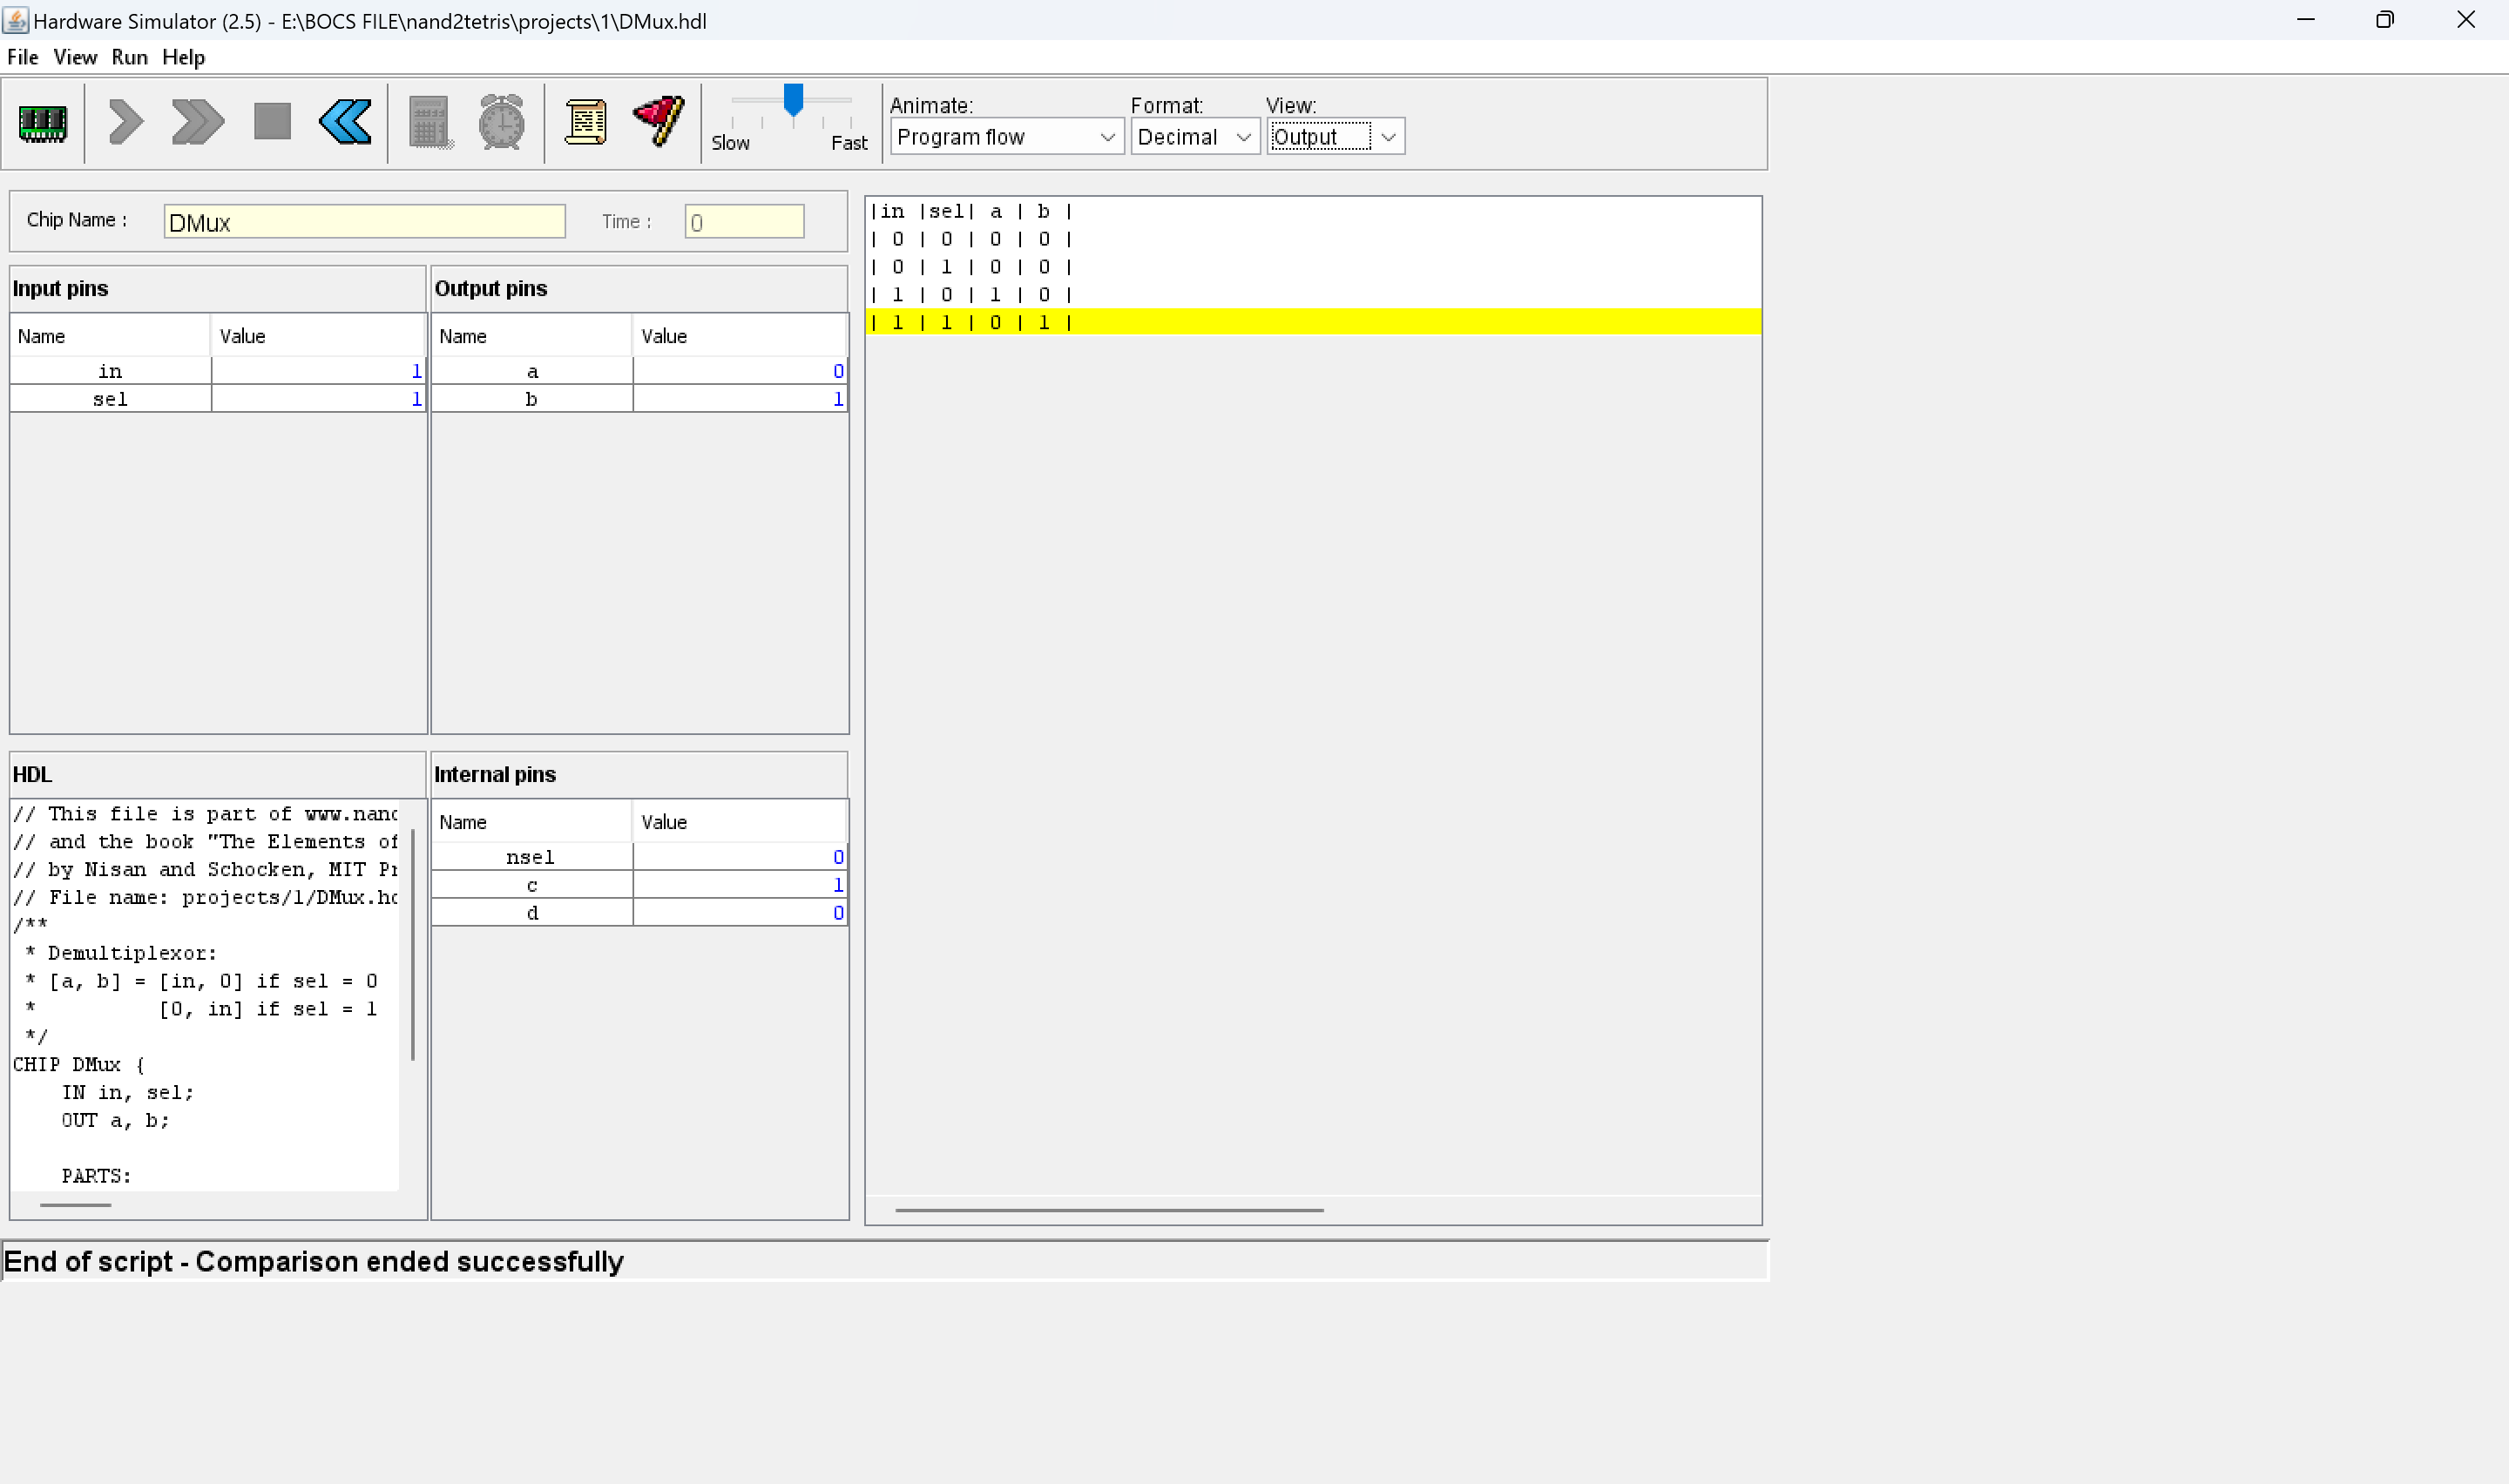 Hardware Simulator (2.5) - E:\BOCS FILE\nand2tetris\projects\1\DMux.hdl
File View Run Help
Slow Fast
Animate: Format: View:
Program flow Decimal Output
Chip Name : DMux Time : 0
Input pins
Name Value
in 1
sel 1
Output pins
Name Value
a 0
b 1
HDL
// This file is part of www.nand
// and the book "The Elements of
// by Nisan and Schocken, MIT Pr
// File name: projects/1/DMux.hd
/**
* Demultiplexor:
* [a, b] = [in, 0] if sel = 0
* [0, in] if sel = 1
*/
CHIP DMux {
IN in, sel;
OUT a, b;
PARTS:
Internal pins
Name Value
nsel 0
c 1
d 0
|in |sel| a | b |
| 0 | 0 | 0 | 0 |
| 0 | 1 | 0 | 0 |
| 1 | 0 | 1 | 0 |
| 1 | 1 | 0 | 1 |
End of script - Comparison ended successfully